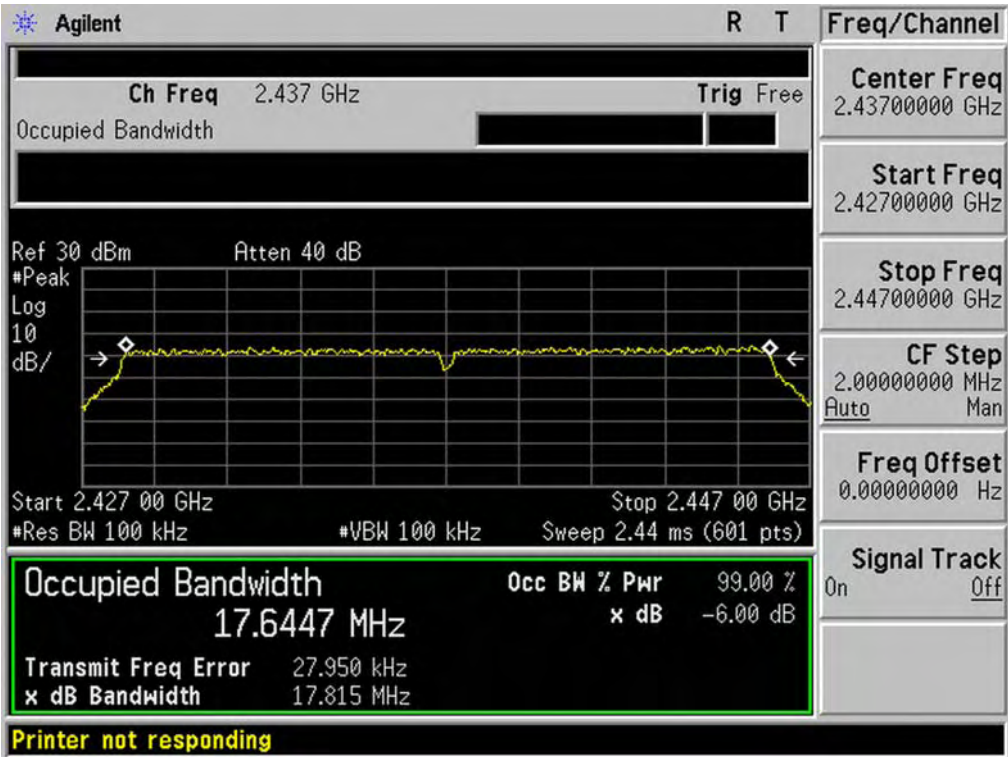 Agilent R T Freq/Channel
Ch Freq 2.437 GHz Trig Free
Occupied Bandwidth
Center Freq
2.43700000 GHz
Start Freq
2.42700000 GHz
Stop Freq
2.44700000 GHz
CF Step
2.00000000 MHz
Auto Man
Freq Offset
0.00000000 Hz
Signal Track
On Off
Ref 30 dBm Atten 40 dB
#Peak
Log
10
dB/
Start 2.427 00 GHz Stop 2.447 00 GHz
#Res BW 100 kHz #VBW 100 kHz Sweep 2.44 ms (601 pts)
Occupied Bandwidth
17.6447 MHz
Occ BW % Pwr 99.00 %
x dB -6.00 dB
Transmit Freq Error 27.950 kHz
x dB Bandwidth 17.815 MHz
Printer not responding